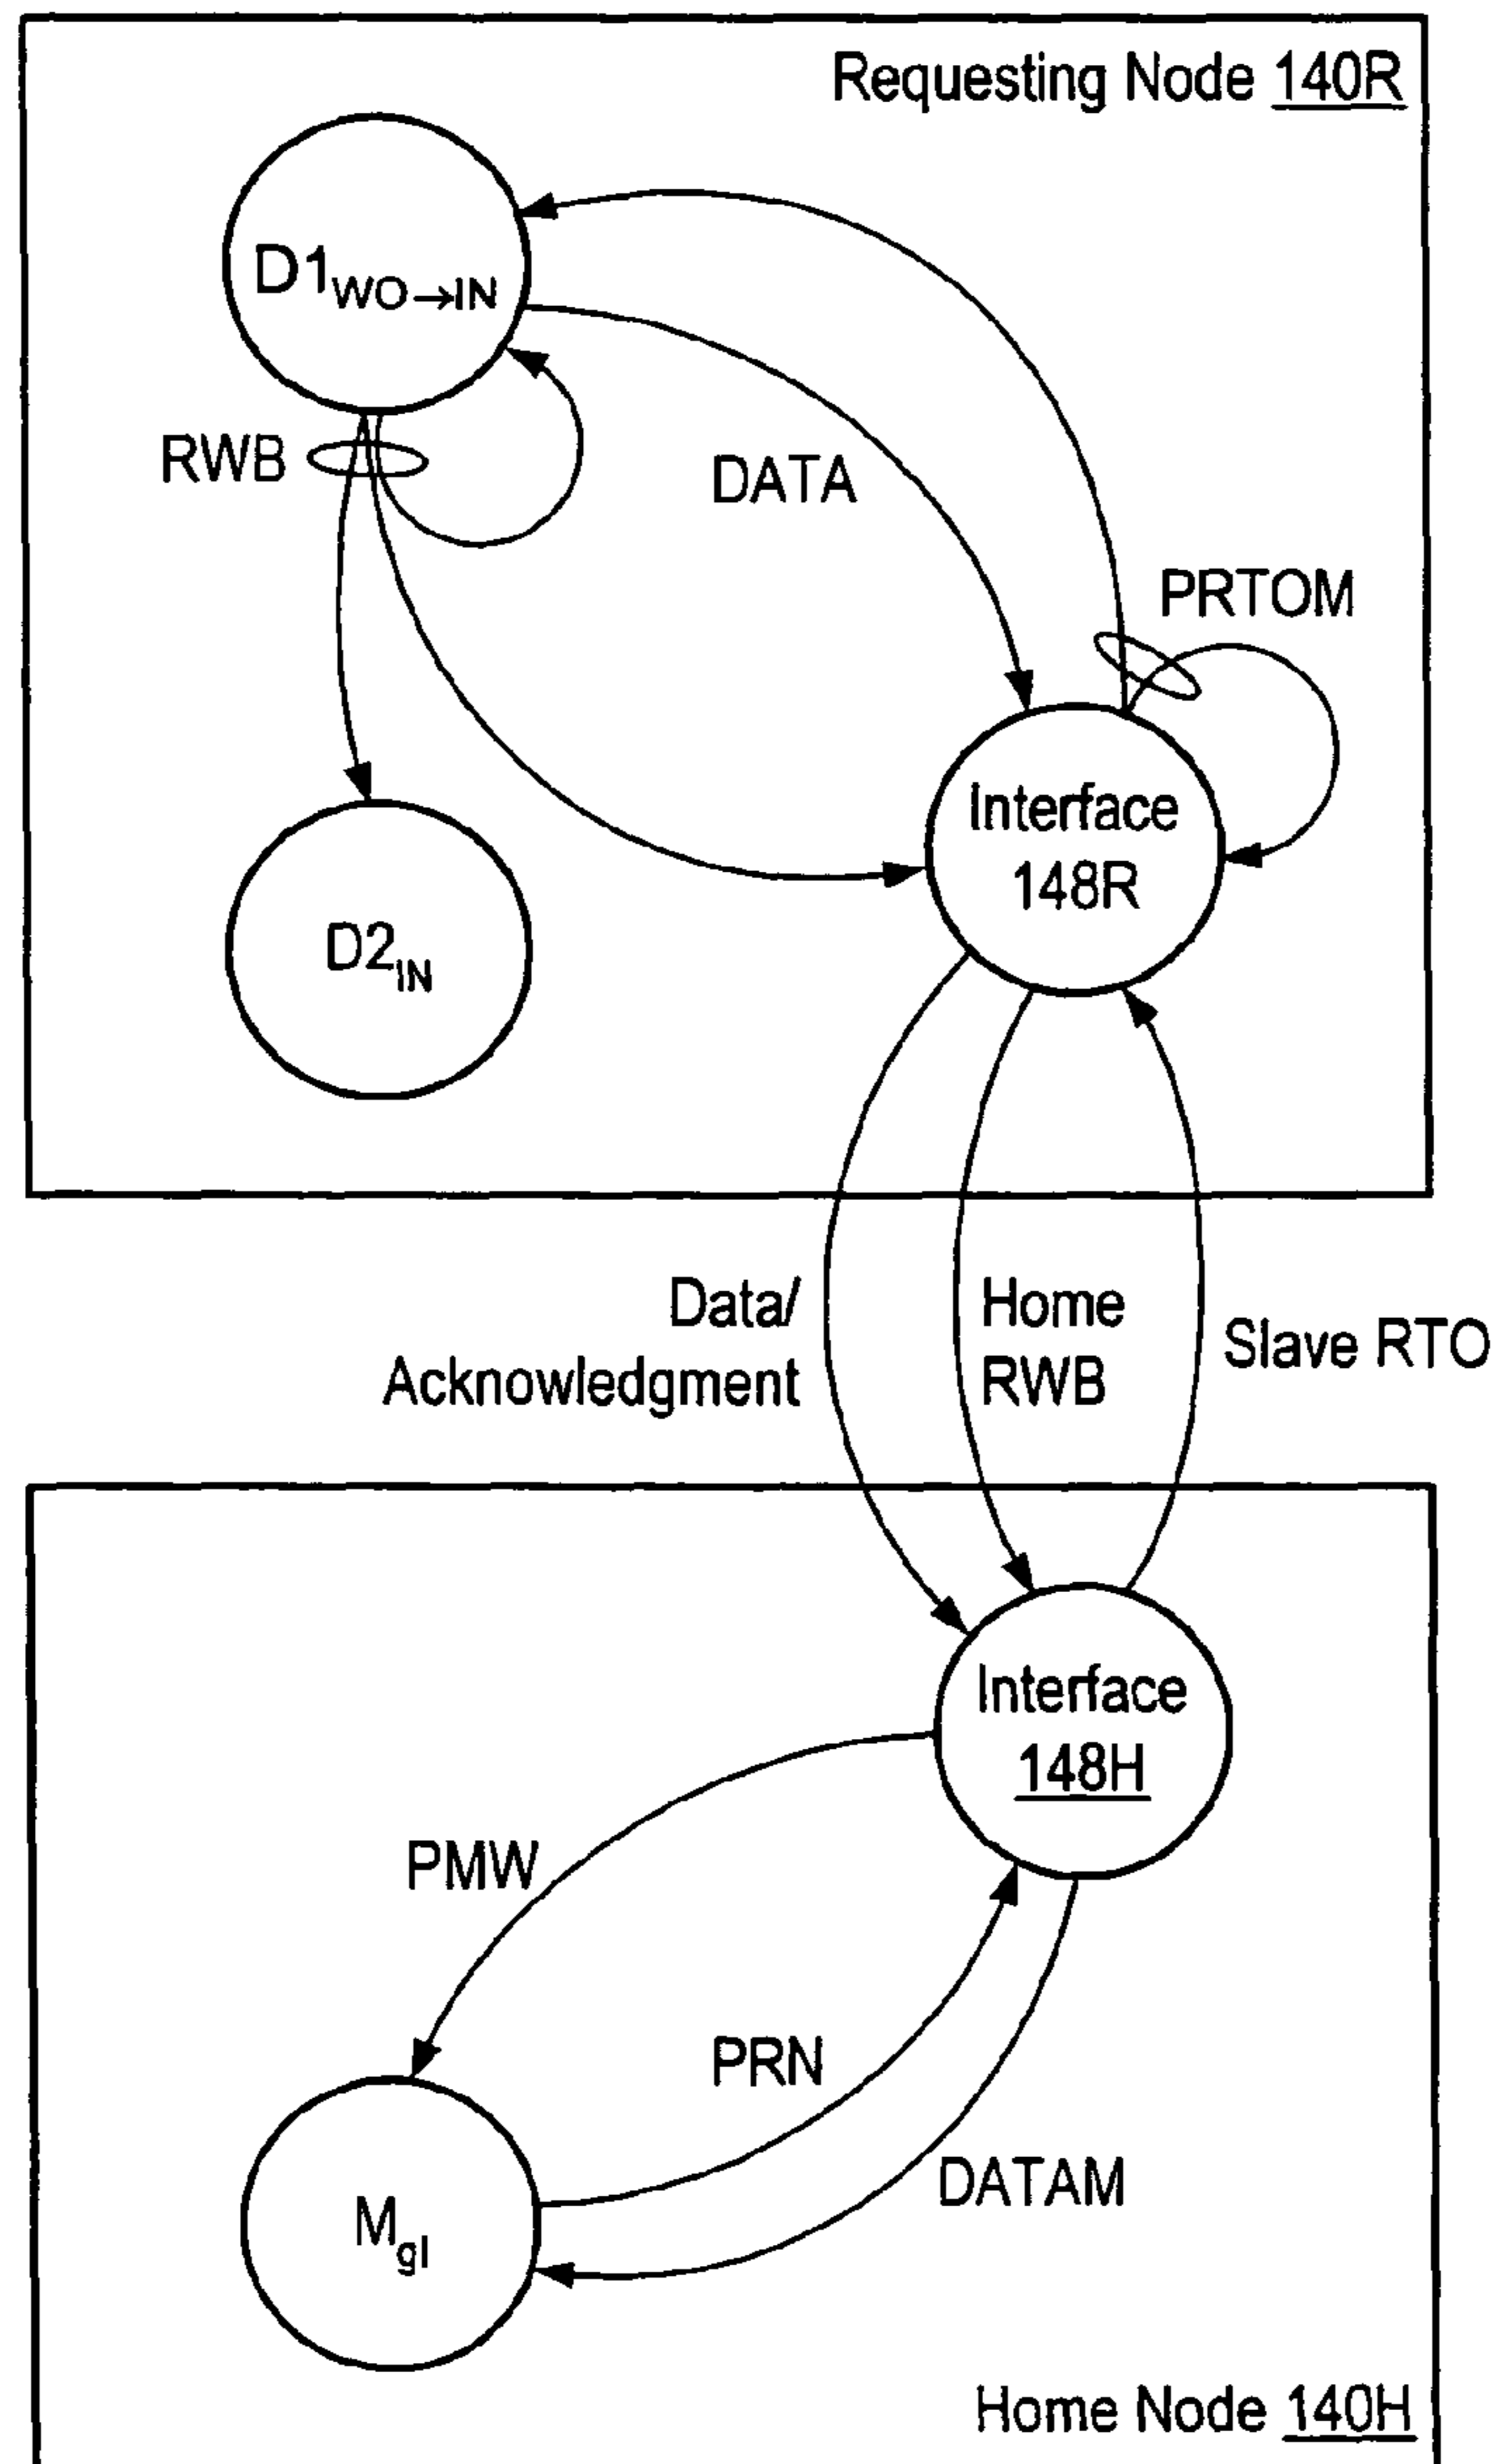 Requesting Node 140R
D1WO→IN
RWB
DATA
PRTOM
Interface
148R
D2IN
Data/
Acknowledgment
Home
RWB
Slave RTO
Interface
148H
PMW
PRN
DATAM
MgI
Home Node 140H